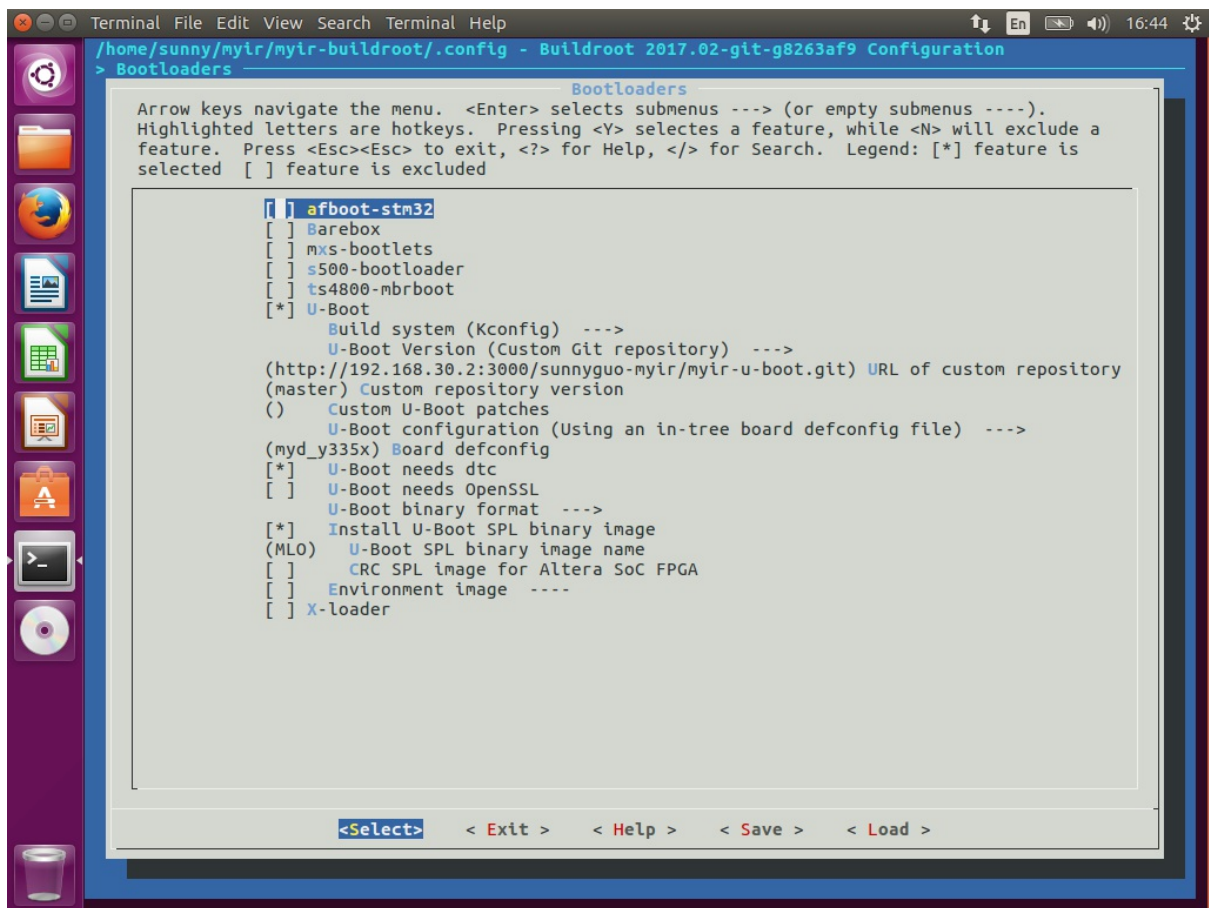 Terminal File Edit View Search Terminal Help En 16:44
/home/sunny/myir/myir-buildroot/.config - Buildroot 2017.02-git-g8263af9 Configuration
> Bootloaders
Bootloaders
Arrow keys navigate the menu.  <Enter> selects submenus ---> (or empty submenus ----).
Highlighted letters are hotkeys.  Pressing <Y> selectes a feature, while <N> will exclude a
feature.  Press <Esc><Esc> to exit, <?> for Help, </> for Search.  Legend: [*] feature is
selected  [ ] feature is excluded
[ ] afboot-stm32
[ ] Barebox
[ ] mxs-bootlets
[ ] s500-bootloader
[ ] ts4800-mbrboot
[*] U-Boot
Build system (Kconfig)  --->
U-Boot Version (Custom Git repository)  --->
(http://192.168.30.2:3000/sunnyguo-myir/myir-u-boot.git) URL of custom repository
(master) Custom repository version
()    Custom U-Boot patches
U-Boot configuration (Using an in-tree board defconfig file)  --->
(myd_y335x) Board defconfig
[*]   U-Boot needs dtc
[ ]   U-Boot needs OpenSSL
U-Boot binary format  --->
[*]   Install U-Boot SPL binary image
(MLO)   U-Boot SPL binary image name
[ ]     CRC SPL image for Altera SoC FPGA
[ ]   Environment image  ----
[ ] X-loader
<Select>    < Exit >    < Help >    < Save >    < Load >